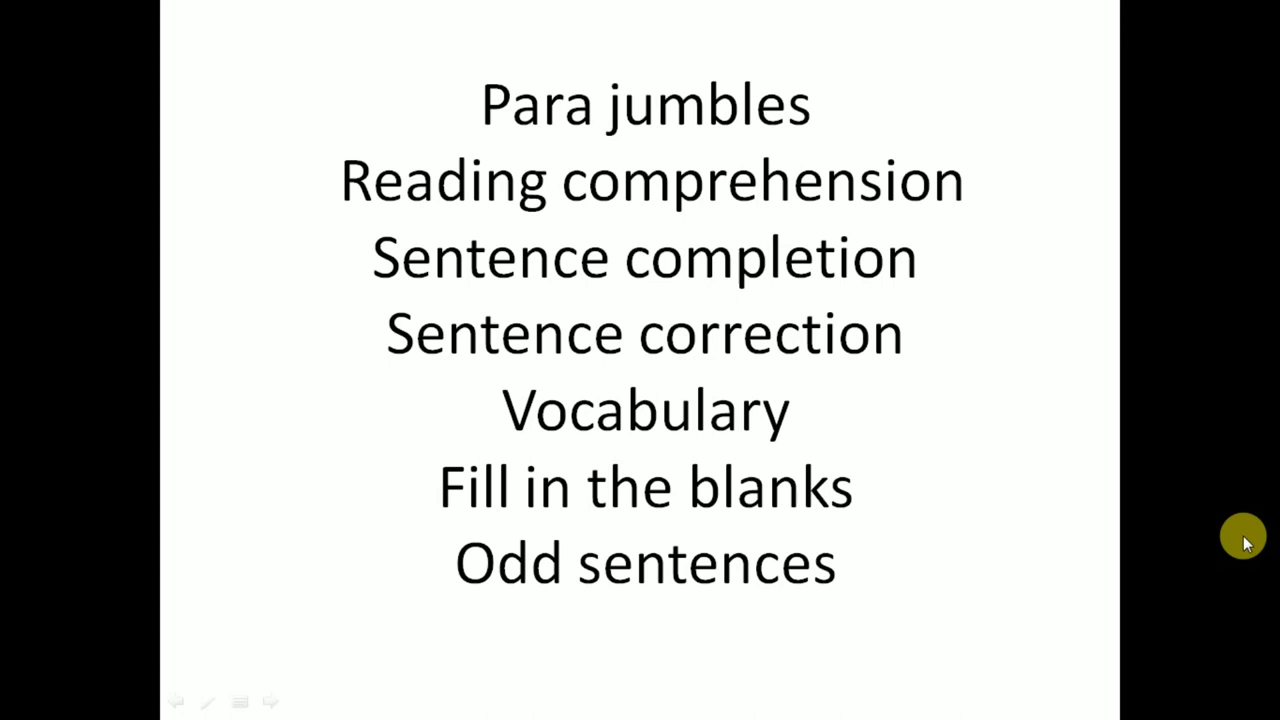 Para jumbles
Reading comprehension
Sentence completion
Sentence correction
Vocabulary
Fill in the blanks
Odd sentences